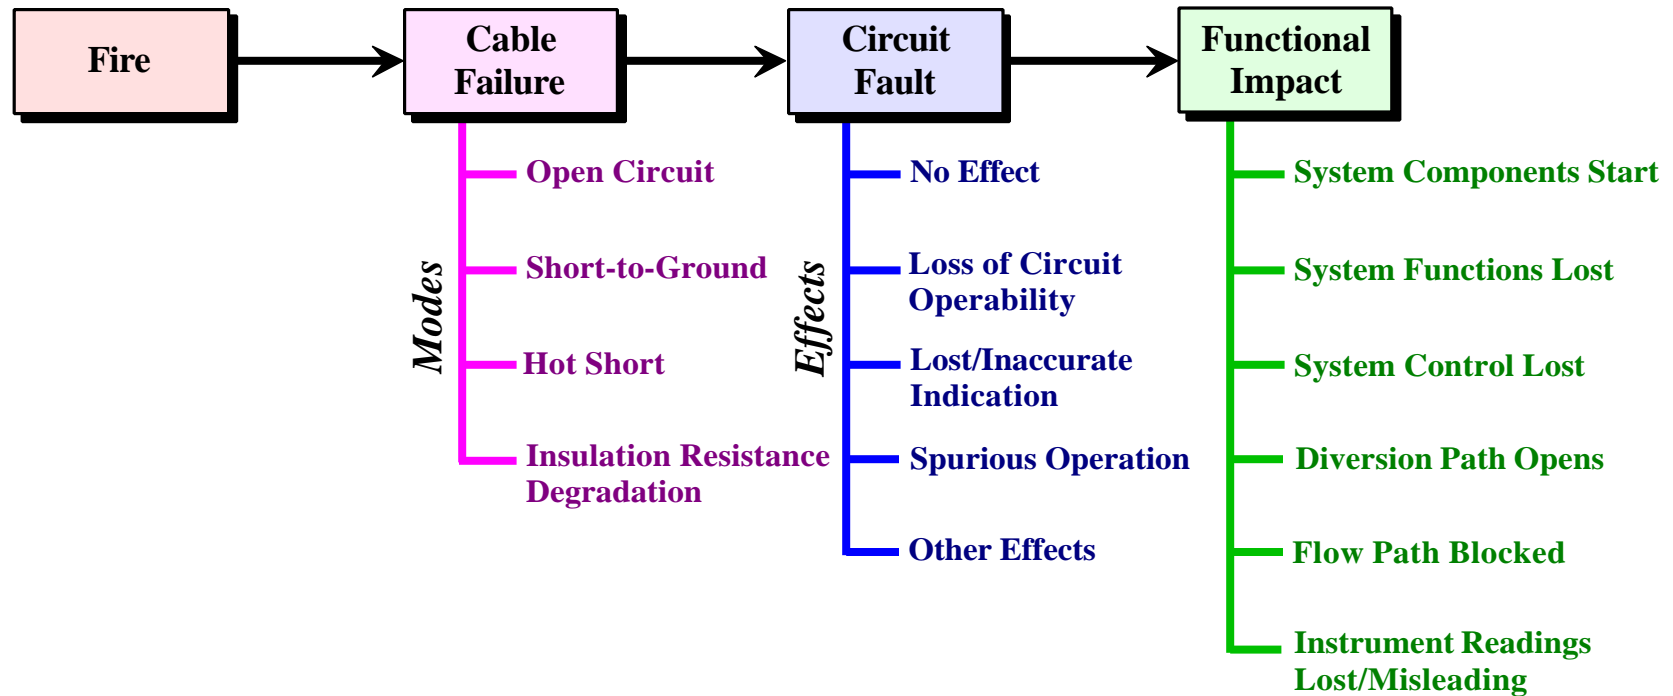 Fire
Cable
Failure
Circuit
Fault
Functional
Impact
Modes
Open Circuit
Short-to-Ground
Hot Short
Insulation Resistance
Degradation
Effects
No Effect
Loss of Circuit
Operability
Lost/Inaccurate
Indication
Spurious Operation
Other Effects
System Components Start
System Functions Lost
System Control Lost
Diversion Path Opens
Flow Path Blocked
Instrument Readings
Lost/Misleading